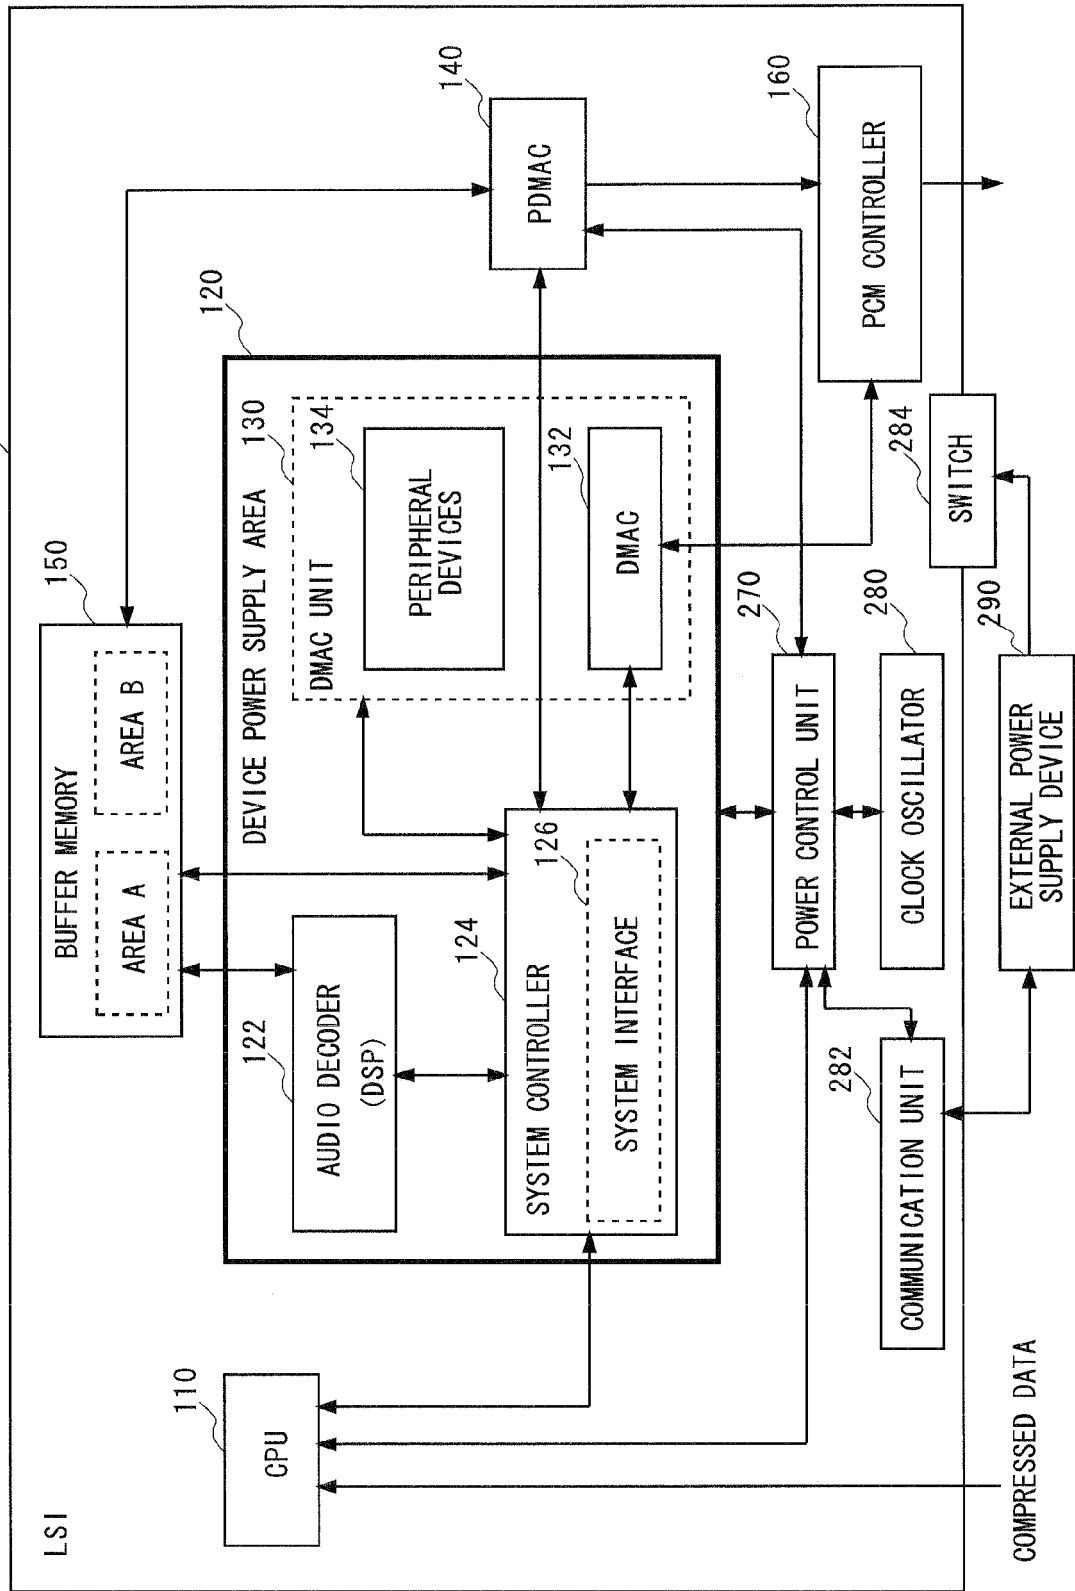 LSI
110
CPU
COMPRESSED DATA
150
BUFFER MEMORY
AREA A
AREA B
120
DEVICE POWER SUPPLY AREA
122
AUDIO DECODER
(DSP)
124
SYSTEM CONTROLLER
126
SYSTEM INTERFACE
130
DMAC UNIT
134
PERIPHERAL
DEVICES
132
DMAC
140
PDMAC
160
PCM CONTROLLER
270
POWER CONTROL UNIT
280
CLOCK OSCILLATOR
282
COMMUNICATION UNIT
284
SWITCH
290
EXTERNAL POWER
SUPPLY DEVICE